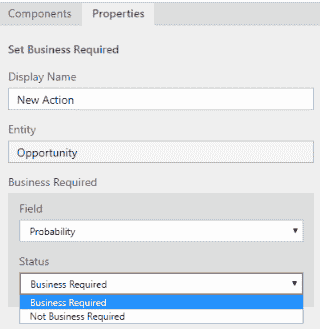 Components Properties
Set Business Required
Display Name
New Action
Entity
Opportunity
Business Required
Field
Probability
Status
Business Required
Business Required
Not Business Required